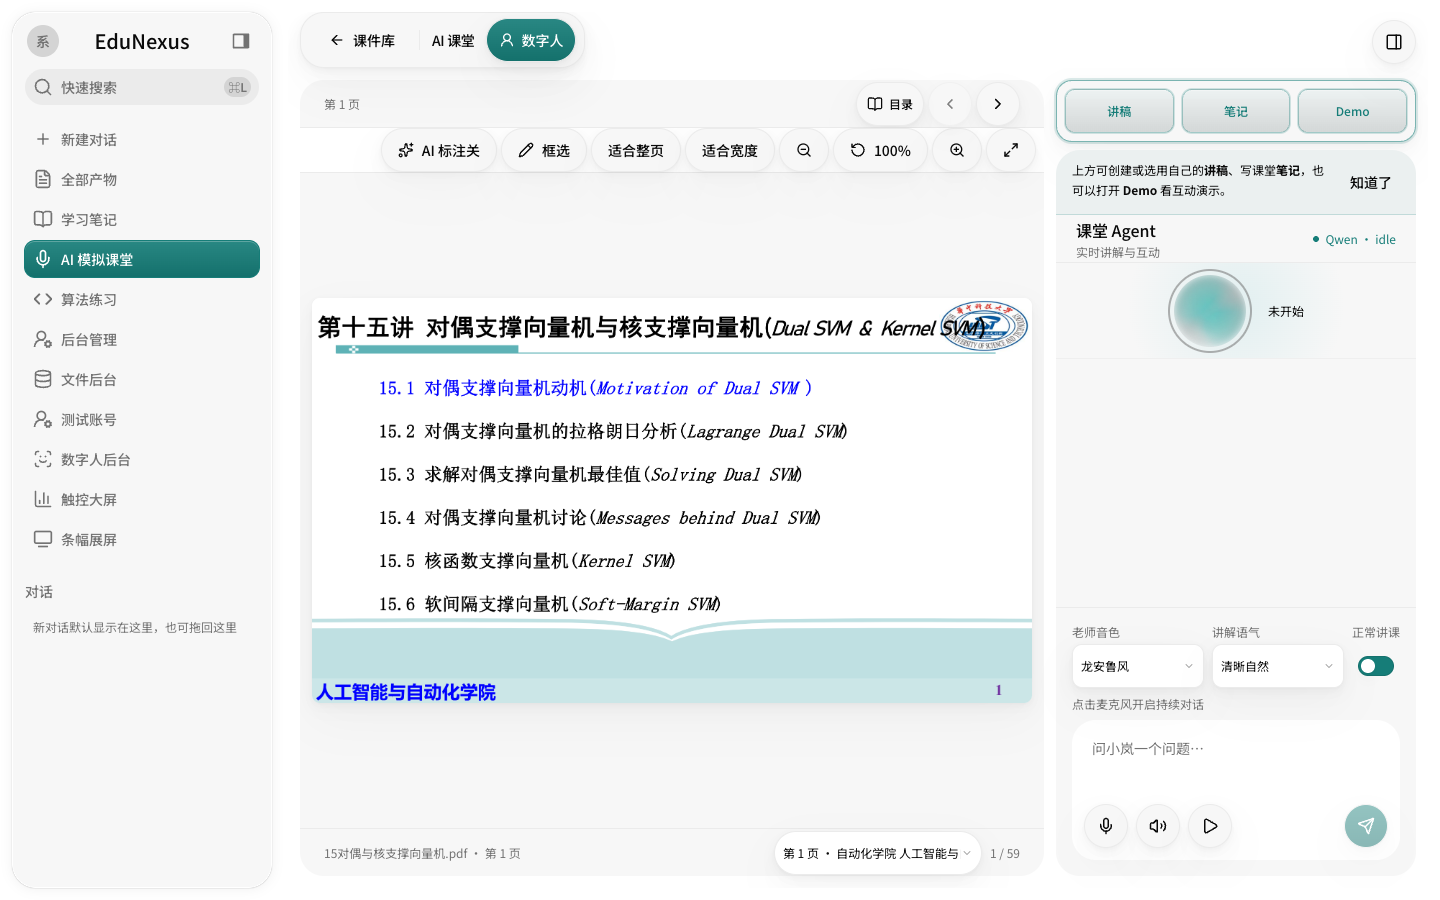 系
EduNexus
快速搜索
⌘L
新建对话
全部产物
学习笔记
AI 模拟课堂
算法练习
后台管理
文件后台
测试账号
数字人后台
触控大屏
条幅展屏
对话
新对话默认显示在这里，也可拖回这里
课件库
AI 课堂
数字人
第 1 页
目录
AI 标注关
框选
适合整页
适合宽度
100%
第十五讲 对偶支撑向量机与核支撑向量机(Dual SVM & Kernel SVM)
15.1 对偶支撑向量机动机(Motivation of Dual SVM )
15.2 对偶支撑向量机的拉格朗日分析(Lagrange Dual SVM)
15.3 求解对偶支撑向量机最佳值(Solving Dual SVM)
15.4 对偶支撑向量机讨论(Messages behind Dual SVM)
15.5 核函数支撑向量机(Kernel SVM)
15.6 软间隔支撑向量机(Soft-Margin SVM)
人工智能与自动化学院
1
15对偶与核支撑向量机.pdf · 第 1 页
第 1 页 · 自动化学院 人工智能与
1 / 59
讲稿
笔记
Demo
上方可创建或选用自己的讲稿、写课堂笔记，也
可以打开 Demo 看互动演示。
知道了
课堂 Agent
实时讲解与互动
Qwen · idle
未开始
老师音色
讲解语气
正常讲课
龙安鲁风
清晰自然
点击麦克风开启持续对话
问小岚一个问题…